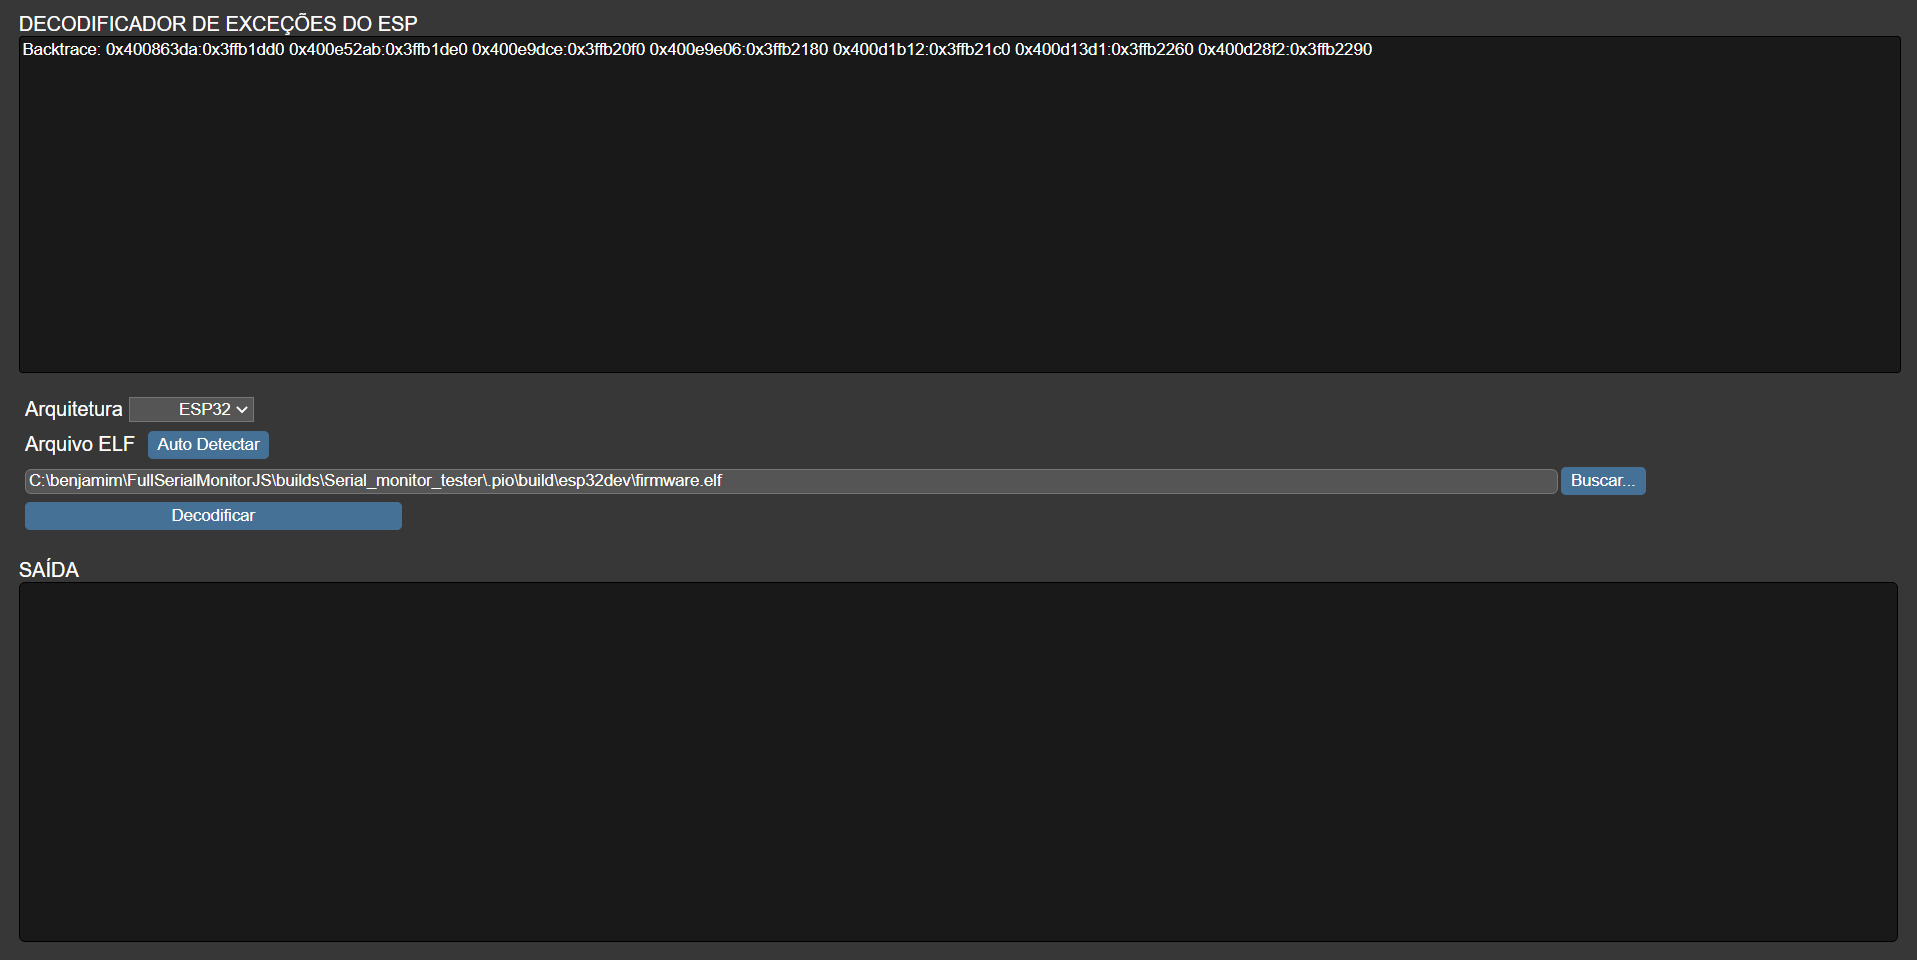 DECODIFICADOR DE EXCEÇÕES DO ESP
Backtrace: 0x400863da:0x3ffb1dd0 0x400e52ab:0x3ffb1de0 0x400e9dce:0x3ffb20f0 0x400e9e06:0x3ffb2180 0x400d1b12:0x3ffb21c0 0x400d13d1:0x3ffb2260 0x400d28f2:0x3ffb2290
Arquitetura ESP32
Arquivo ELF Auto Detectar
C:\benjamim\FullSerialMonitorJS\builds\Serial_monitor_tester\.pio\build\esp32dev\firmware.elf Buscar...
Decodificar
SAÍDA